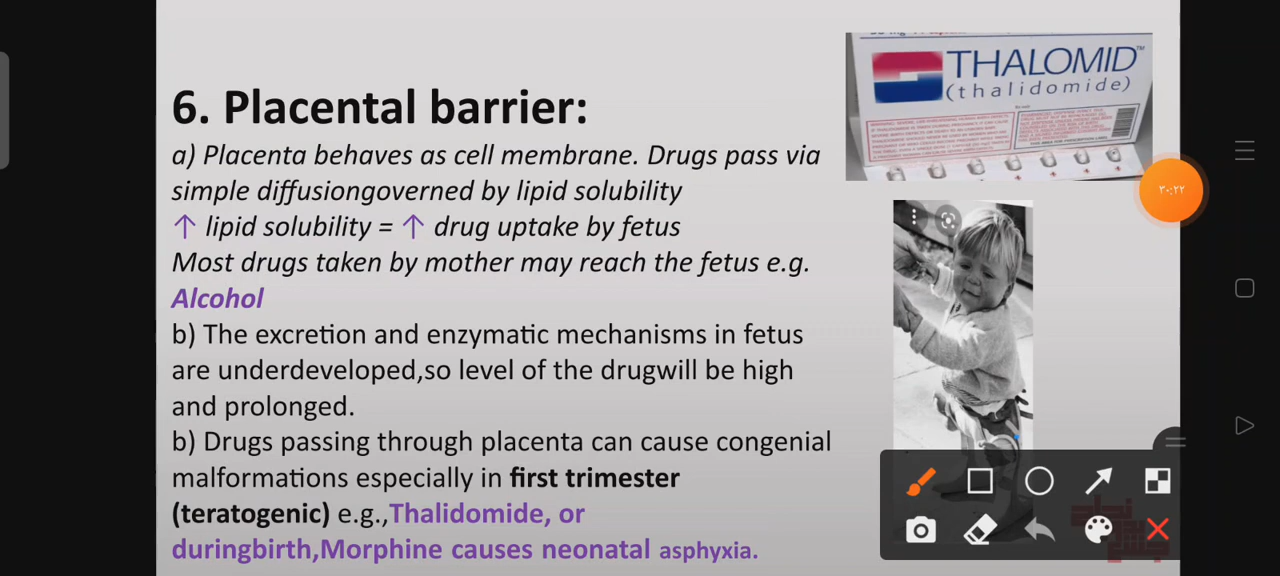 6. Placental barrier:
a) Placenta behaves as cell membrane. Drugs pass via
simple diffusiongoverned by lipid solubility
↑ lipid solubility = ↑ drug uptake by fetus
Most drugs taken by mother may reach the fetus e.g.
Alcohol
b) The excretion and enzymatic mechanisms in fetus
are underdeveloped,so level of the drugwill be high
and prolonged.
b) Drugs passing through placenta can cause congenial
malformations especially in first trimester
(teratogenic) e.g.,Thalidomide, or
duringbirth,Morphine causes neonatal asphyxia.
THALOMID™
(thalidomide)
٣٠:٢٢